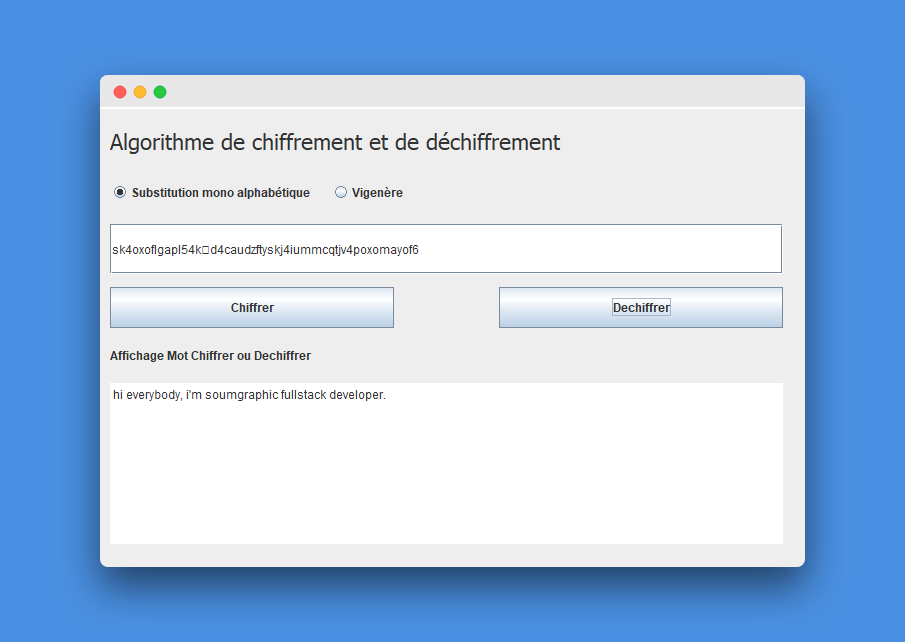 Algorithme de chiffrement et de déchiffrement
Substitution mono alphabétique Vigenère
sk4oxoflgapl54k□d4caudzftyskj4iummcqtjv4poxomayof6
Chiffrer Dechiffrer
Affichage Mot Chiffrer ou Dechiffrer
hi everybody, i'm soumgraphic fullstack developer.